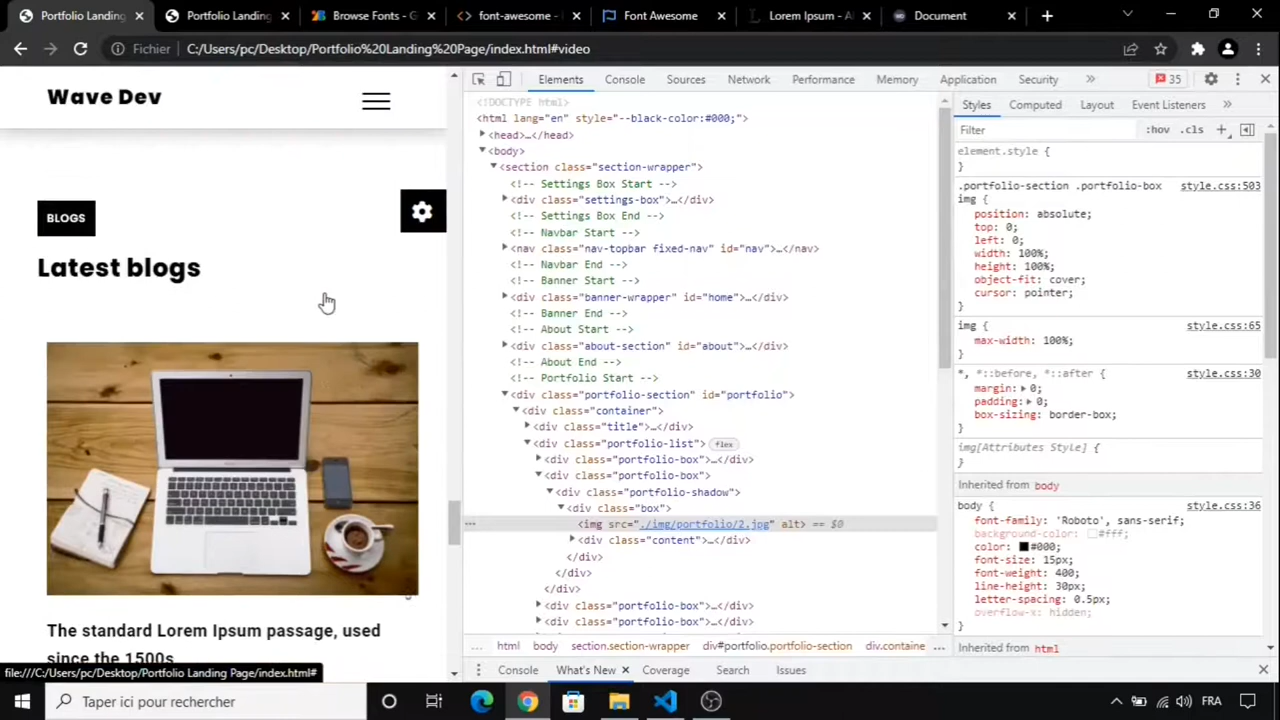 Portfolio Landing
Portfolio Landing
Browse Fonts - G
font-awesome -
Font Awesome
Lorem Ipsum - A
Document
Fichier
C:/Users/pc/Desktop/Portfolio%20Landing%20Page/index.html#video
Wave Dev
BLOGS
Latest blogs
The standard Lorem Ipsum passage, used
since the 1500s
file:///C:/Users/pc/Desktop/Portfolio Landing Page/index.html#
Elements Console Sources Network Performance Memory Application Security » 35
<!DOCTYPE html>
<html lang="en" style="--black-color:#000;">
<head>…</head>
<body>
<section class="section-wrapper">
<!-- Settings Box Start -->
<div class="settings-box">…</div>
<!-- Settings Box End -->
<!-- Navbar Start -->
<nav class="nav-topbar fixed-nav" id="nav">…</nav>
<!-- Navbar End -->
<!-- Banner Start -->
<div class="banner-wrapper" id="home">…</div>
<!-- Banner End -->
<!-- About Start -->
<div class="about-section" id="about">…</div>
<!-- About End -->
<!-- Portfolio Start -->
<div class="portfolio-section" id="portfolio">
<div class="container">
<div class="title">…</div>
<div class="portfolio-list"> flex
<div class="portfolio-box">…</div>
<div class="portfolio-box">
<div class="portfolio-shadow">
<div class="box">
… <img src="./img/portfolio/2.jpg" alt> == $0
<div class="content">…</div>
</div>
</div>
</div>
<div class="portfolio-box">…</div>
<div class="portfolio-box">…</div>
… html body section.section-wrapper div#portfolio.portfolio-section div.containe …
Console What's New Coverage Search Issues
Styles Computed Layout Event Listeners »
Filter :hov .cls +
element.style {
}
.portfolio-section .portfolio-box style.css:503
img {
position: absolute;
top: 0;
left: 0;
width: 100%;
height: 100%;
object-fit: cover;
cursor: pointer;
}
img { style.css:65
max-width: 100%;
}
*, *::before, *::after { style.css:30
margin: 0;
padding: 0;
box-sizing: border-box;
}
img[Attributes Style] {
}
Inherited from body
body { style.css:36
font-family: 'Roboto', sans-serif;
background-color: #fff;
color: #000;
font-size: 15px;
font-weight: 400;
line-height: 30px;
letter-spacing: 0.5px;
overflow-x: hidden;
}
Inherited from html
Taper ici pour rechercher
FRA